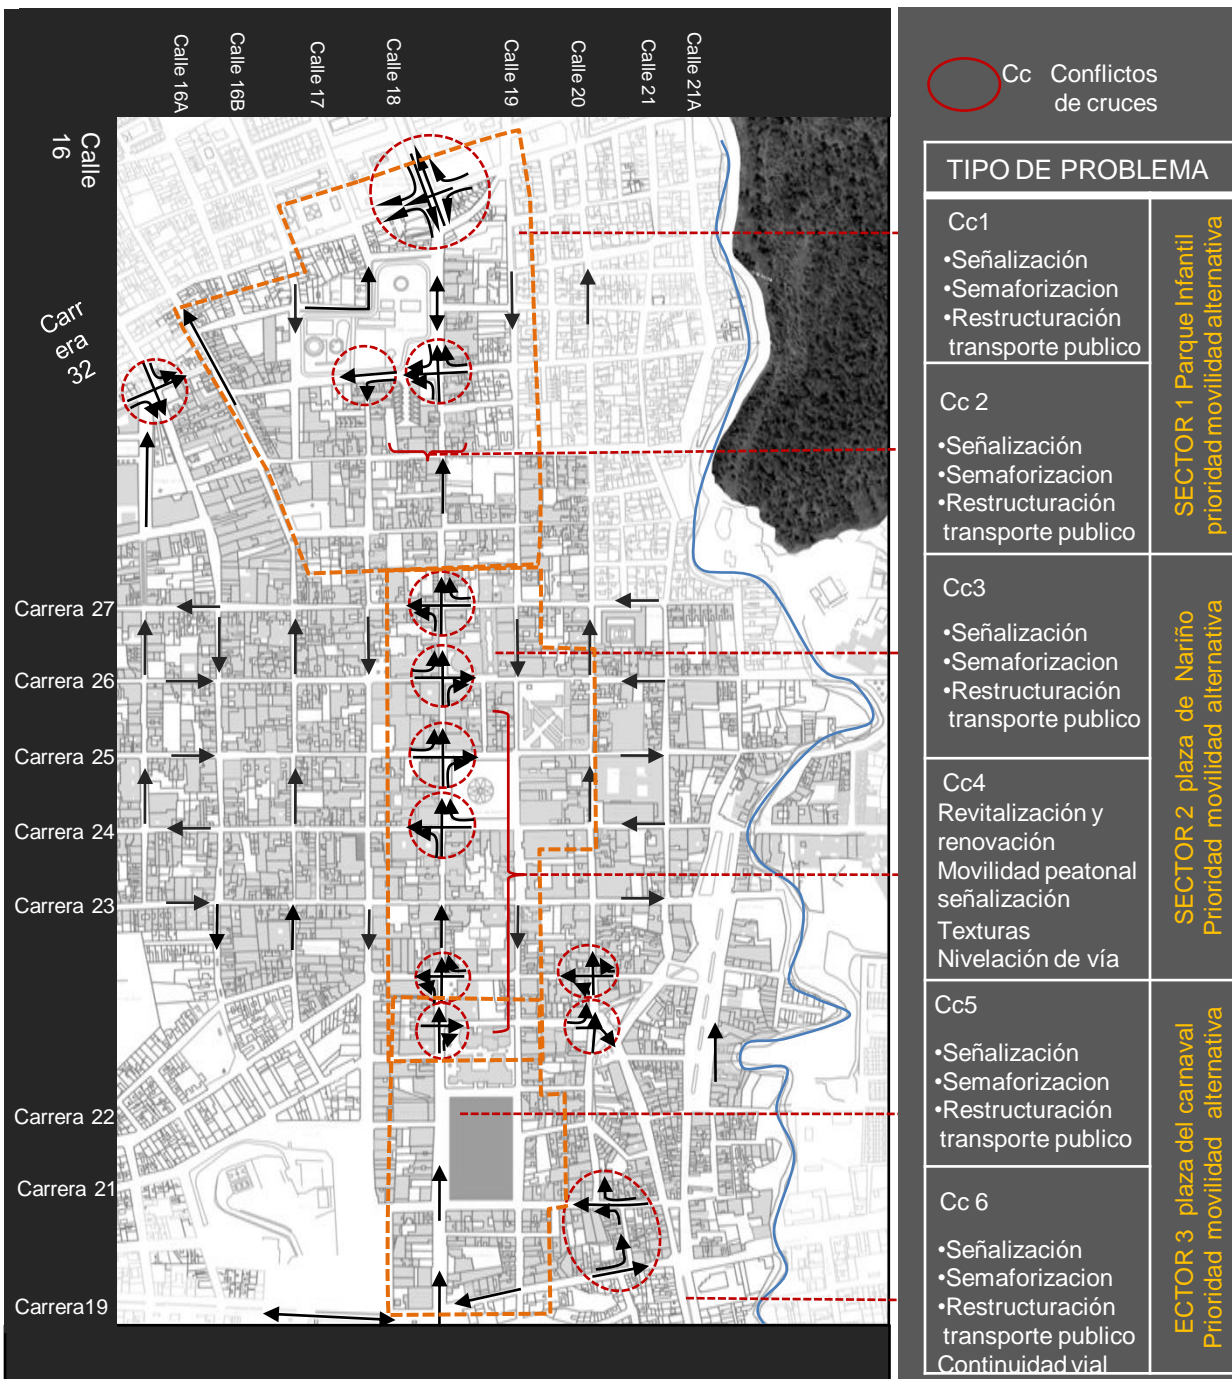 Calle 16A
Calle 16B
Calle 17
Calle 18
Calle 19
Calle 20
Calle 21
Calle 21A
Calle
16
Carr
era
32
Carrera 27
Carrera 26
Carrera 25
Carrera 24
Carrera 23
Carrera 22
Carrera 21
Carrera19
Cc Conflictos
de cruces
TIPO DE PROBLEMA
Cc1
•Señalización
•Semaforizacion
•Restructuración
transporte publico
Cc 2
•Señalización
•Semaforizacion
•Restructuración
transporte publico
SECTOR 1 Parque Infantil
prioridad movilidad alternativa
Cc3
•Señalización
•Semaforizacion
•Restructuración
transporte publico
Cc4
Revitalización y
renovación
Movilidad peatonal
señalización
Texturas
Nivelación de vía
SECTOR 2 plaza de Nariño
Prioridad movilidad alternativa
Cc5
•Señalización
•Semaforizacion
•Restructuración
transporte publico
Cc 6
•Señalización
•Semaforizacion
•Restructuración
transporte publico
Continuidad vial
ECTOR 3 plaza del carnaval
Prioridad movilidad alternativa